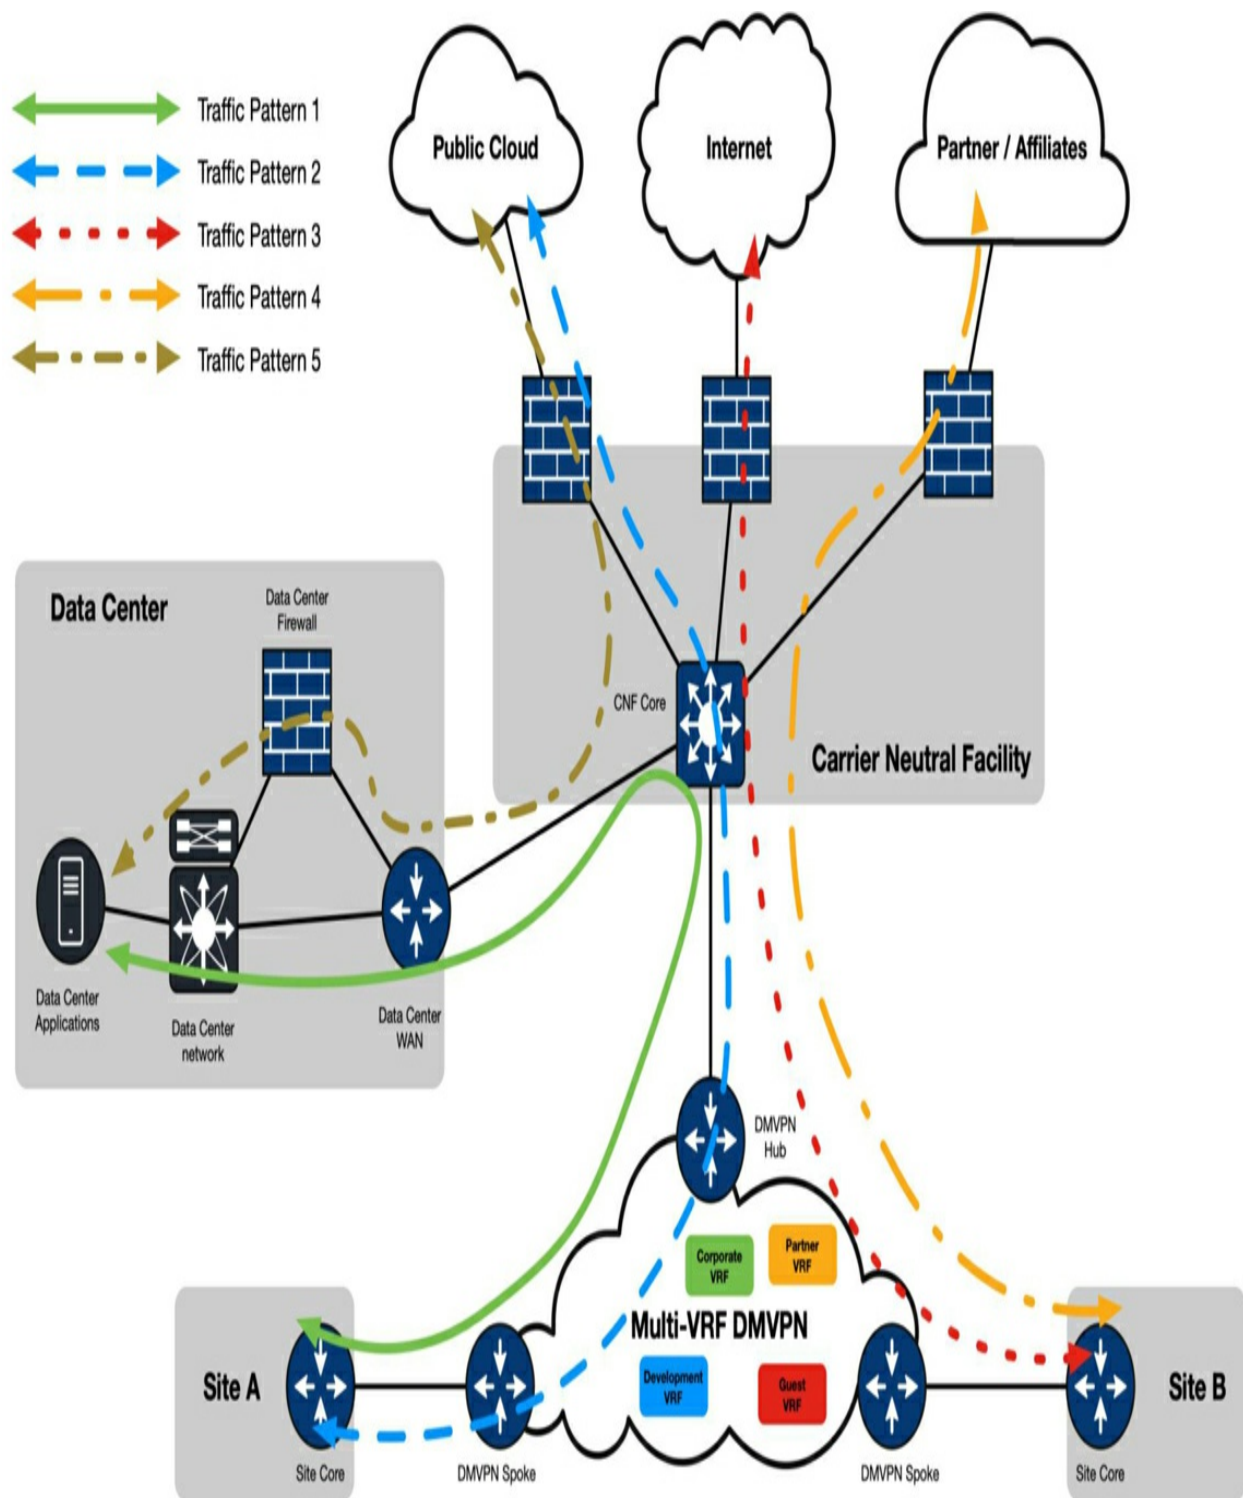 Traffic Pattern 1
Traffic Pattern 2
Traffic Pattern 3
Traffic Pattern 4
Traffic Pattern 5
Public Cloud
Internet
Partner / Affiliates
Data Center
Data Center
Firewall
CNF Core
Carrier Neutral Facility
Data Center
Applications
Data Center
network
Data Center
WAN
DMVPN
Hub
Corporate
VRF
Partner
VRF
Multi-VRF DMVPN
Development
VRF
Guest
VRF
Site A
Site Core
DMVPN Spoke
DMVPN Spoke
Site Core
Site B